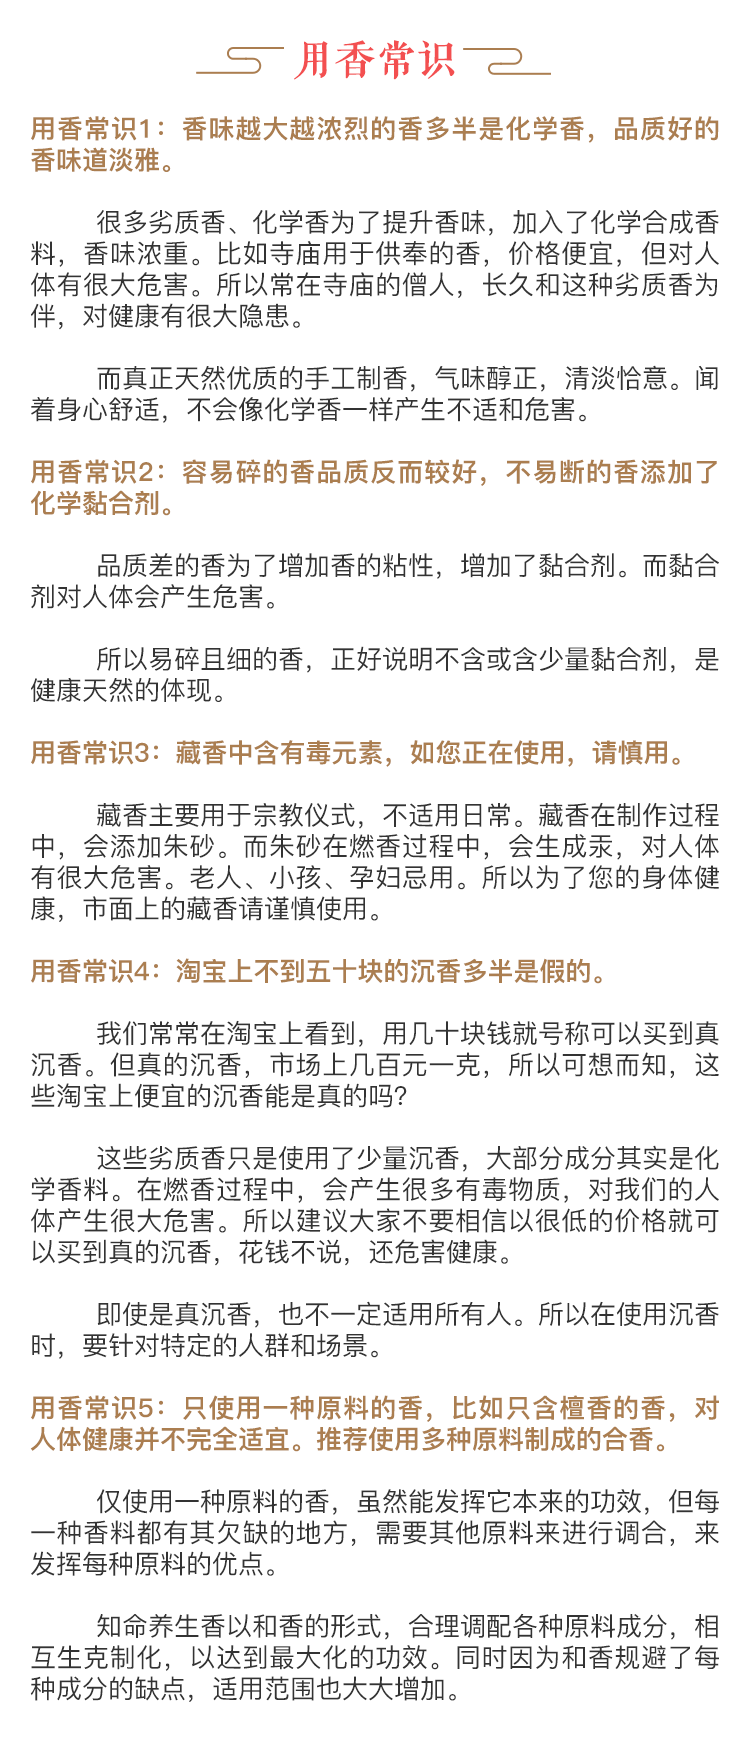 用香常识
用香常识1：香味越大越浓烈的香多半是化学香，品质好的
香味道淡雅。
很多劣质香、化学香为了提升香味，加入了化学合成香
料，香味浓重。比如寺庙用于供奉的香，价格便宜，但对人
体有很大危害。所以常在寺庙的僧人，长久和这种劣质香为
伴，对健康有很大隐患。
而真正天然优质的手工制香，气味醇正，清淡恰意。闻
着身心舒适，不会像化学香一样产生不适和危害。
用香常识2：容易碎的香品质反而较好，不易断的香添加了
化学黏合剂。
品质差的香为了增加香的粘性，增加了黏合剂。而黏合
剂对人体会产生危害。
所以易碎且细的香，正好说明不含或含少量黏合剂，是
健康天然的体现。
用香常识3：藏香中含有毒元素，如您正在使用，请慎用。
藏香主要用于宗教仪式，不适用日常。藏香在制作过程
中，会添加朱砂。而朱砂在燃香过程中，会生成汞，对人体
有很大危害。老人、小孩、孕妇忌用。所以为了您的身体健
康，市面上的藏香请谨慎使用。
用香常识4：淘宝上不到五十块的沉香多半是假的。
我们常常在淘宝上看到，用几十块钱就号称可以买到真
沉香。但真的沉香，市场上几百元一克，所以可想而知，这
些淘宝上便宜的沉香能是真的吗？
这些劣质香只是使用了少量沉香，大部分成分其实是化
学香料。在燃香过程中，会产生很多有毒物质，对我们的人
体产生很大危害。所以建议大家不要相信以很低的价格就可
以买到真的沉香，花钱不说，还危害健康。
即使是真沉香，也不一定适用所有人。所以在使用沉香
时，要针对特定的人群和场景。
用香常识5：只使用一种原料的香，比如只含檀香的香，对
人体健康并不完全适宜。推荐使用多种原料制成的合香。
仅使用一种原料的香，虽然能发挥它本来的功效，但每
一种香料都有其欠缺的地方，需要其他原料来进行调合，来
发挥每种原料的优点。
知命养生香以和香的形式，合理调配各种原料成分，相
互生克制化，以达到最大化的功效。同时因为和香规避了每
种成分的缺点，适用范围也大大增加。